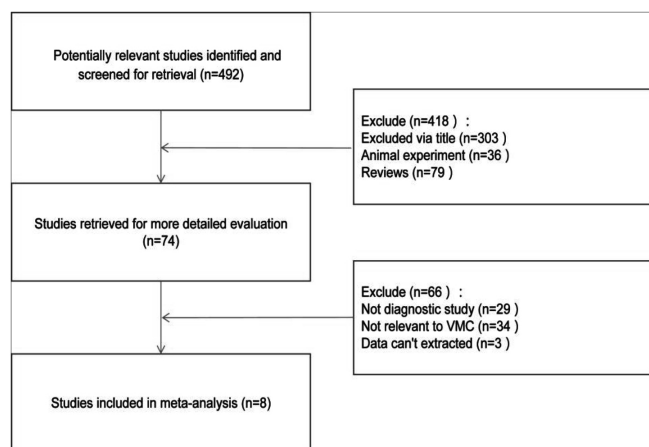 Potentially relevant studies identified and
screened for retrieval (n=492)
Exclude (n=418 ) :
Excluded via title (n=303 )
Animal experiment (n=36 )
Reviews (n=79 )
Studies retrieved for more detailed evaluation
(n=74)
Exclude (n=66 ) :
Not diagnostic study (n=29 )
Not relevant to VMC (n=34 )
Data can't extracted (n=3 )
Studies included in meta-analysis (n=8)